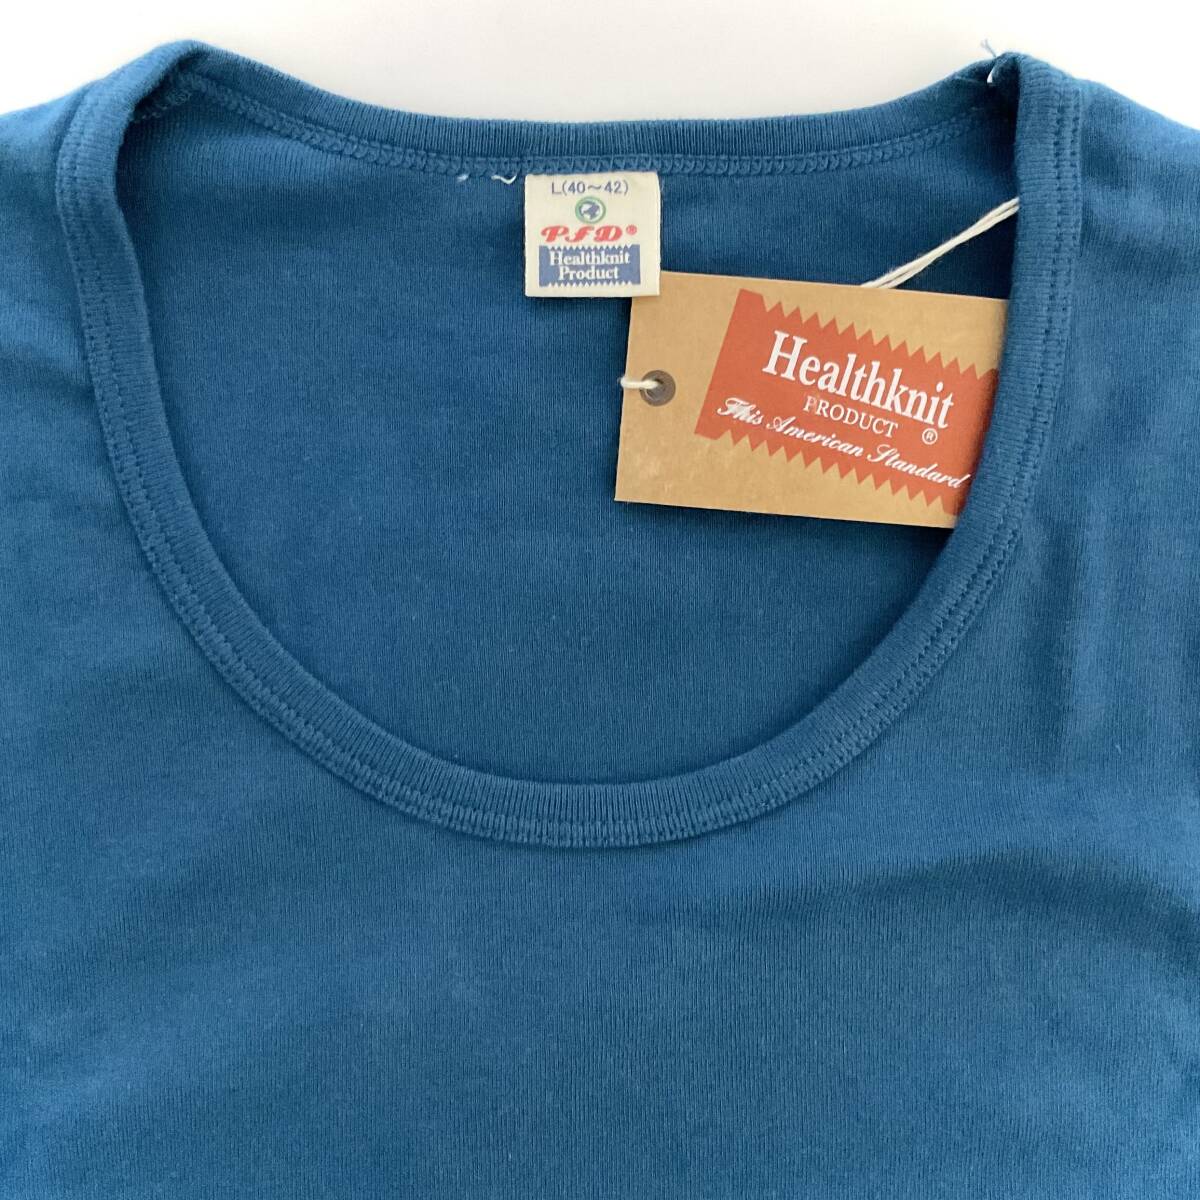 L(40～42)
PFD®
Healthknit
Product
Healthknit
PRODUCT
®
This American Standard